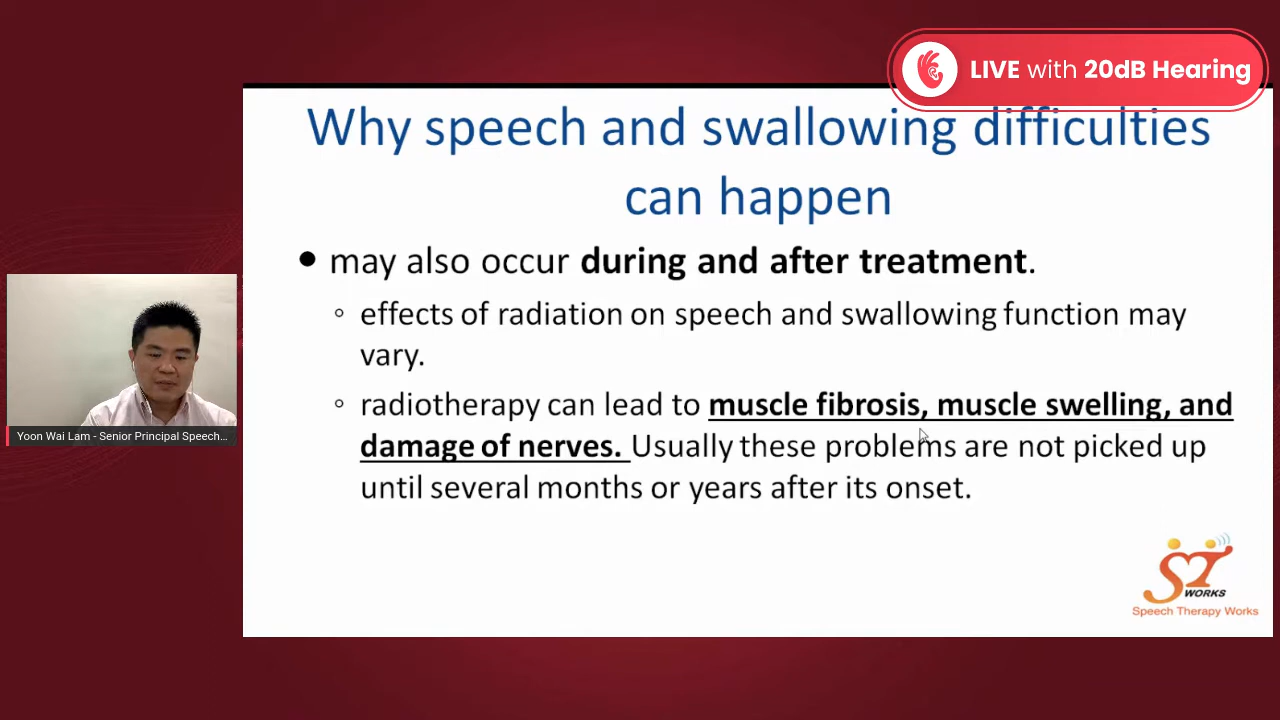 LIVE with 20dB Hearing
Why speech and swallowing difficulties
can happen
• may also occur during and after treatment.
◦ effects of radiation on speech and swallowing function may
vary.
◦ radiotherapy can lead to muscle fibrosis, muscle swelling, and
damage of nerves. Usually these problems are not picked up
until several months or years after its onset.
Yoon Wai Lam - Senior Principal Speech...
WORKS
Speech Therapy Works